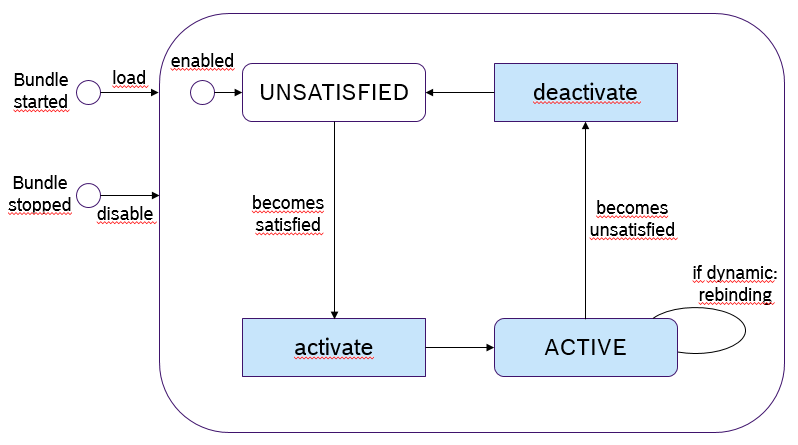 Bundle
started
load
enabled
UNSATISFIED
deactivate
Bundle
stopped
disable
becomes
satisfied
becomes
unsatisfied
if dynamic:
rebinding
activate
ACTIVE